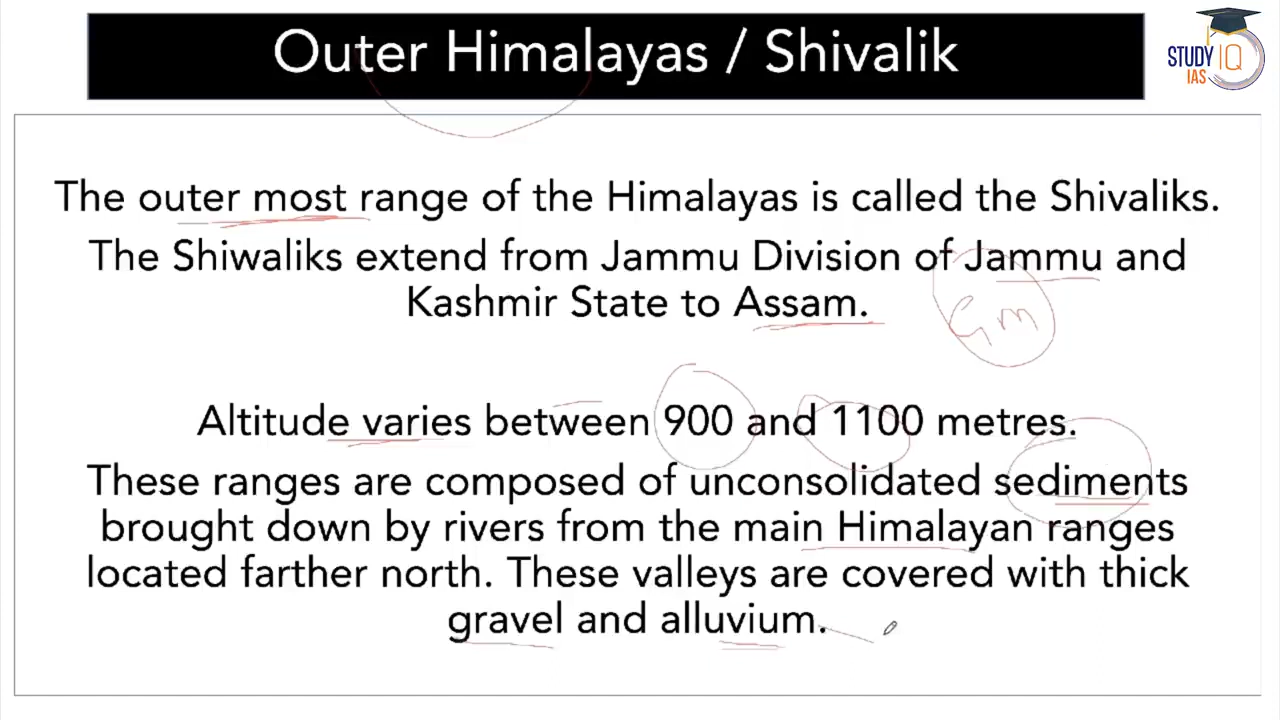 Outer Himalayas / Shivalik
STUDY IQ
IAS
The outer most range of the Himalayas is called the Shivaliks.
The Shiwaliks extend from Jammu Division of Jammu and
Kashmir State to Assam.
Gm
Altitude varies between 900 and 1100 metres.
These ranges are composed of unconsolidated sediments
brought down by rivers from the main Himalayan ranges
located farther north. These valleys are covered with thick
gravel and alluvium.